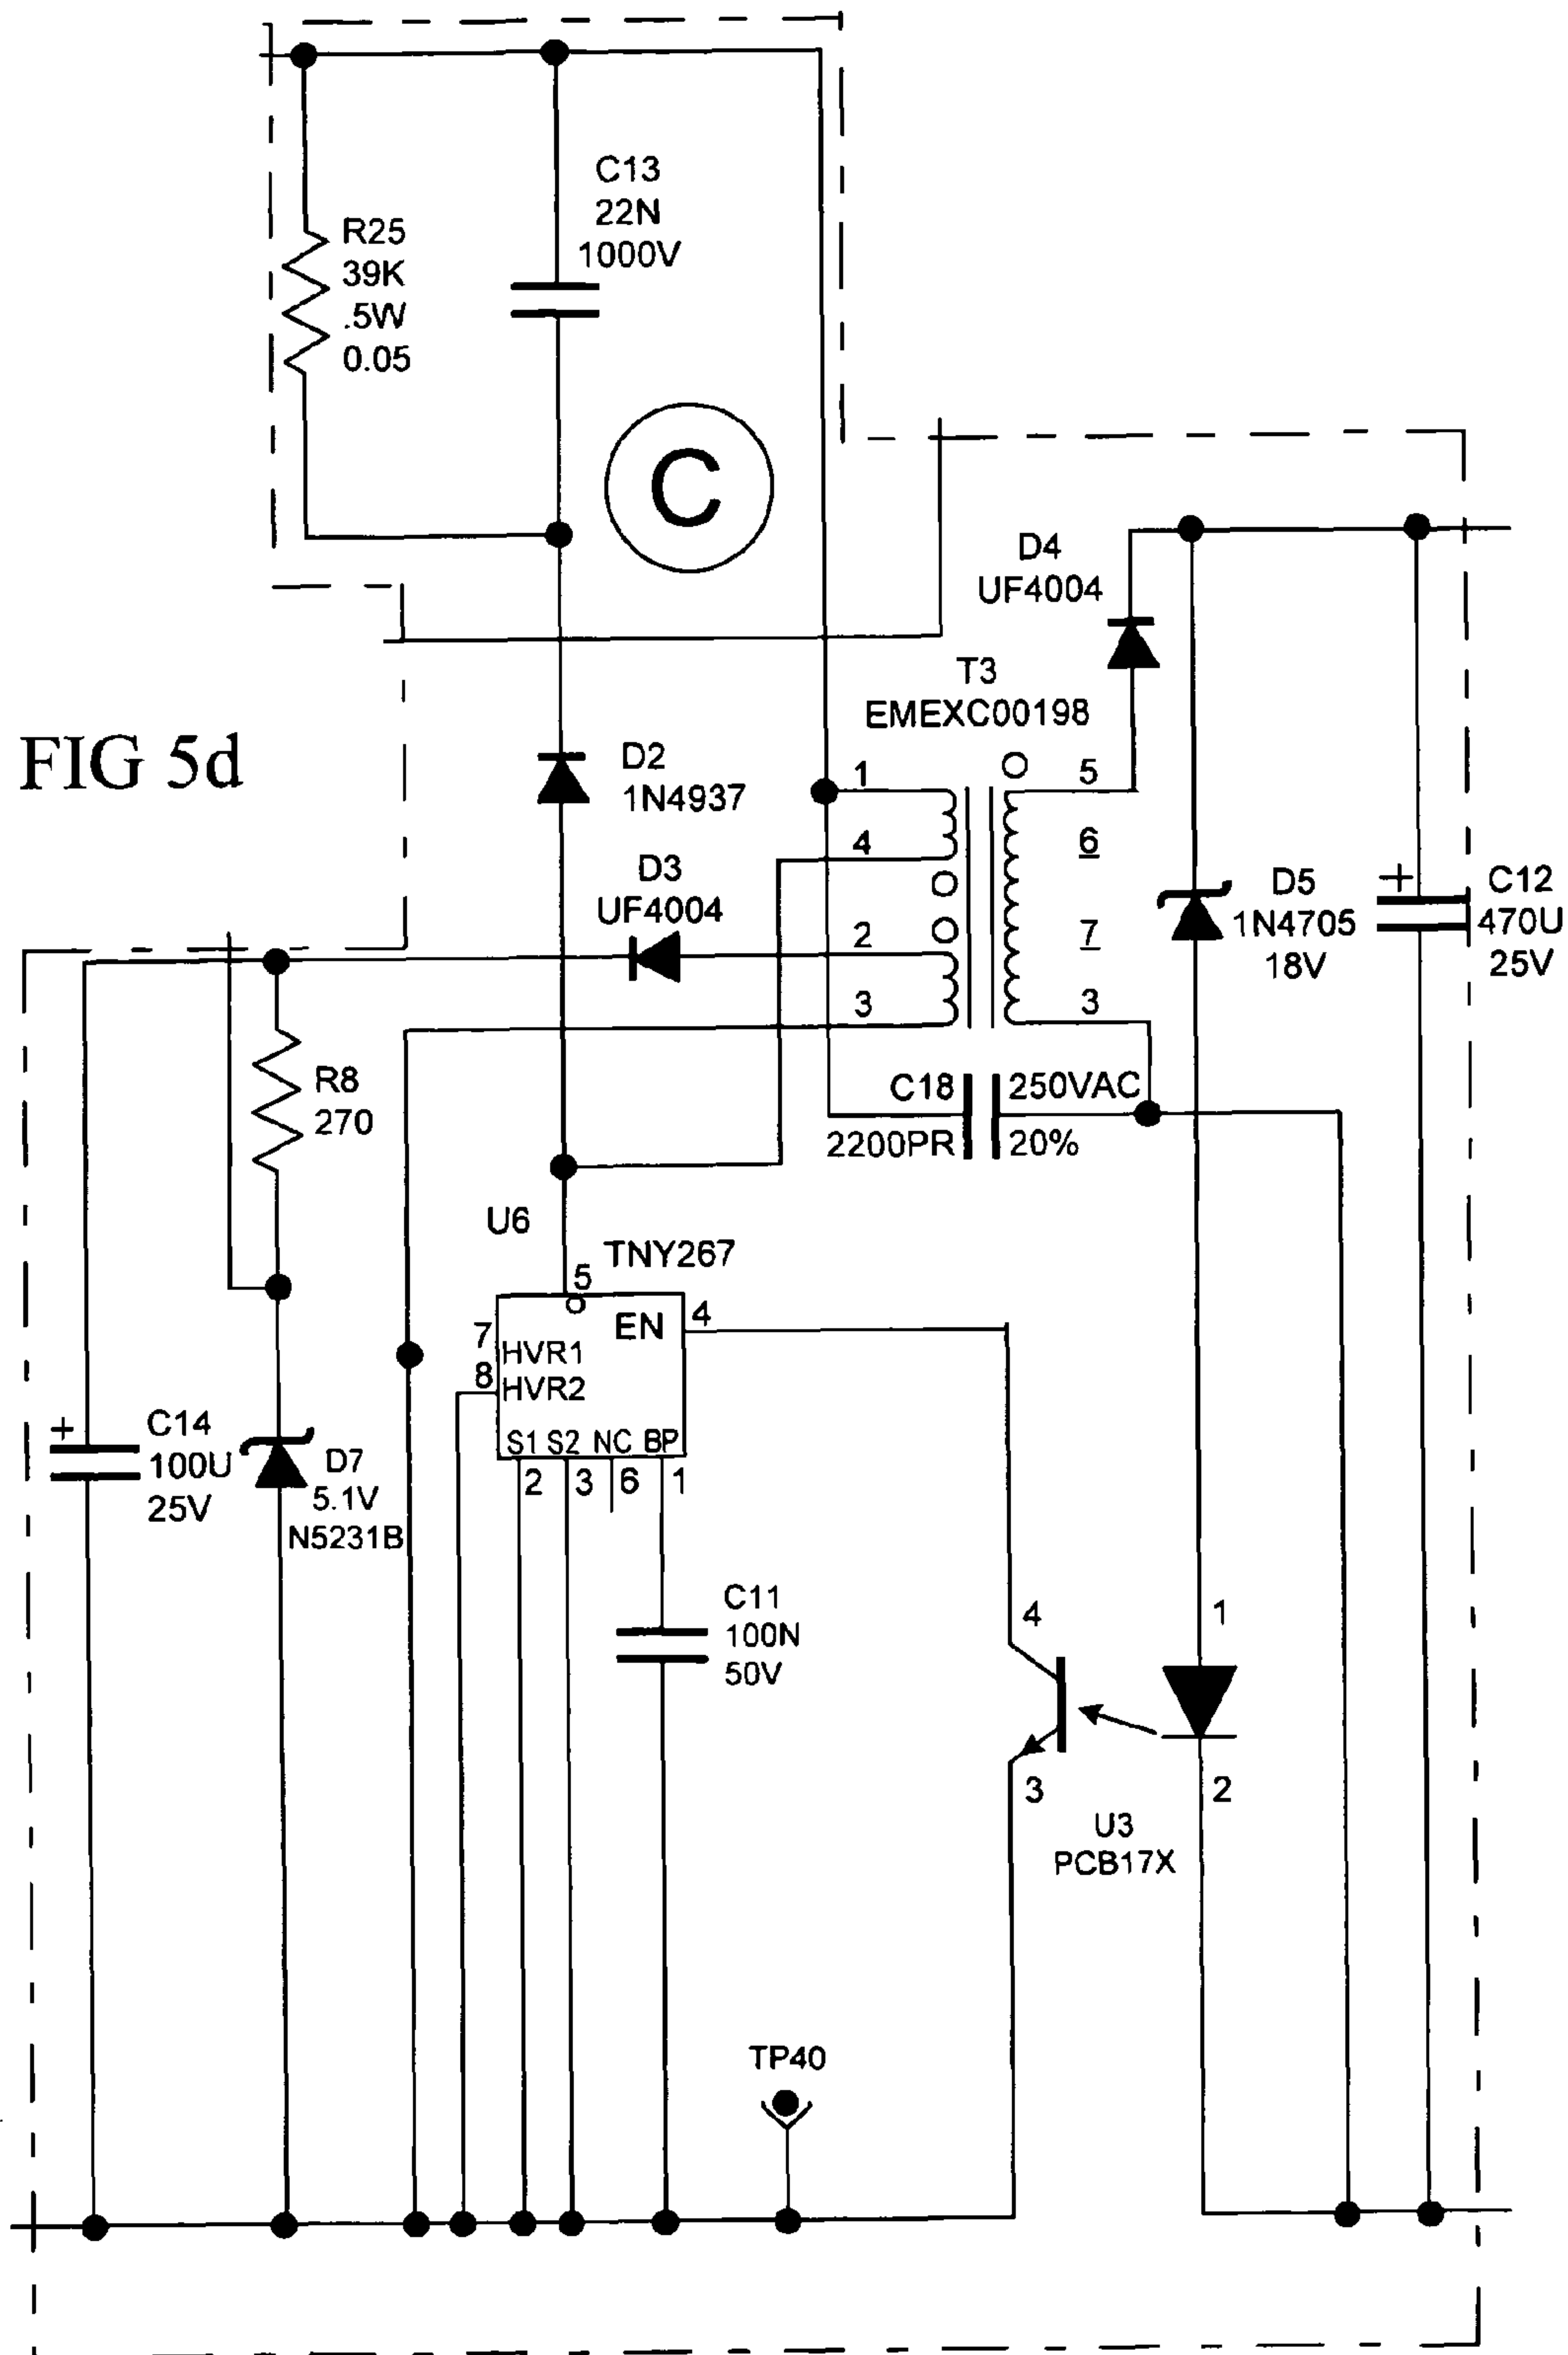 C13
22N
1000V
R25
39K
.5W
0.05
C
D4
UF4004
T3
EMEXC00198
FIG 5d
D2
1N4937
1
5
4
6
D3
UF4004
2
7
3
3
D5
1N4705
18V
+
C12
470U
25V
R8
270
C18
250VAC
2200PR
20%
U6
TNY267
5
EN
4
7
HVR1
8
HVR2
S1 S2 NC BP
2
3
6
1
+
C14
100U
25V
D7
5.1V
N5231B
C11
100N
50V
4
1
3
2
U3
PCB17X
TP40